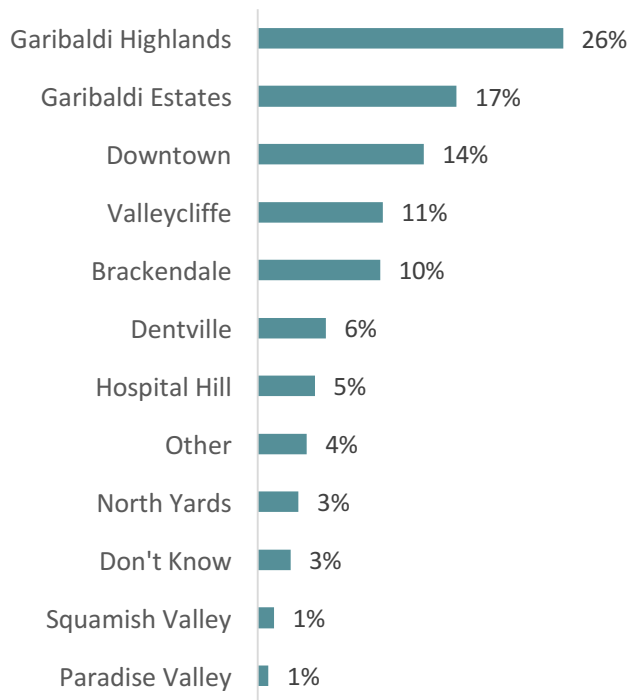 Garibaldi Highlands 26%
Garibaldi Estates 17%
Downtown 14%
Valleycliffe 11%
Brackendale 10%
Dentville 6%
Hospital Hill 5%
Other 4%
North Yards 3%
Don't Know 3%
Squamish Valley 1%
Paradise Valley 1%